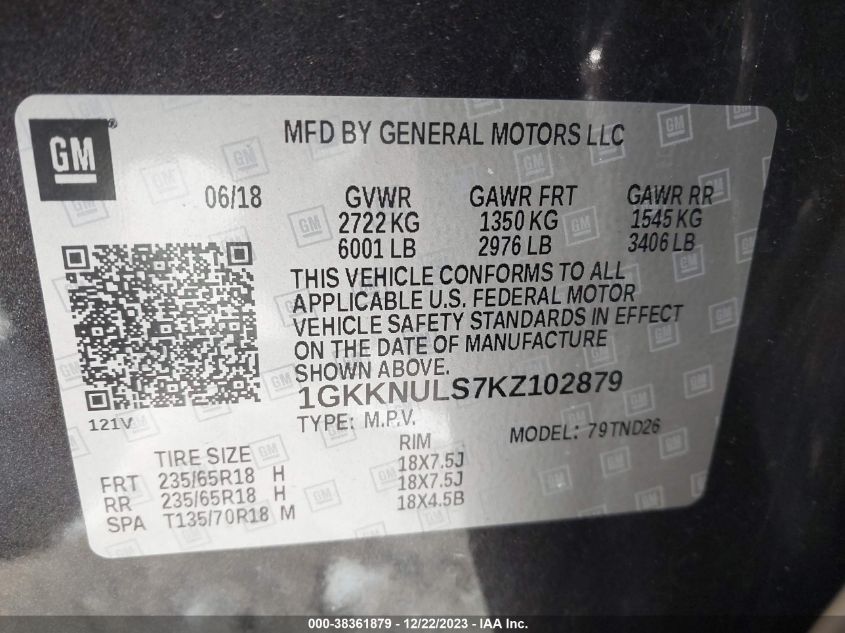 GM
MFD BY GENERAL MOTORS LLC
06/18 GVWR GAWR FRT GAWR RR
2722 KG 1350 KG 1545 KG
6001 LB 2976 LB 3406 LB
THIS VEHICLE CONFORMS TO ALL
APPLICABLE U.S. FEDERAL MOTOR
VEHICLE SAFETY STANDARDS IN EFFECT
ON THE DATE OF MANUFACTURE
SHOWN ABOVE.
1GKKNULS7KZ102879
121V
TYPE: M.P.V. MODEL: 79TND26
TIRE SIZE RIM
FRT 235/65R18 H 18X7.5J
RR 235/65R18 H 18X7.5J
SPA T135/70R18 M 18X4.5B
000-38361879 - 12/22/2023 - IAA Inc.